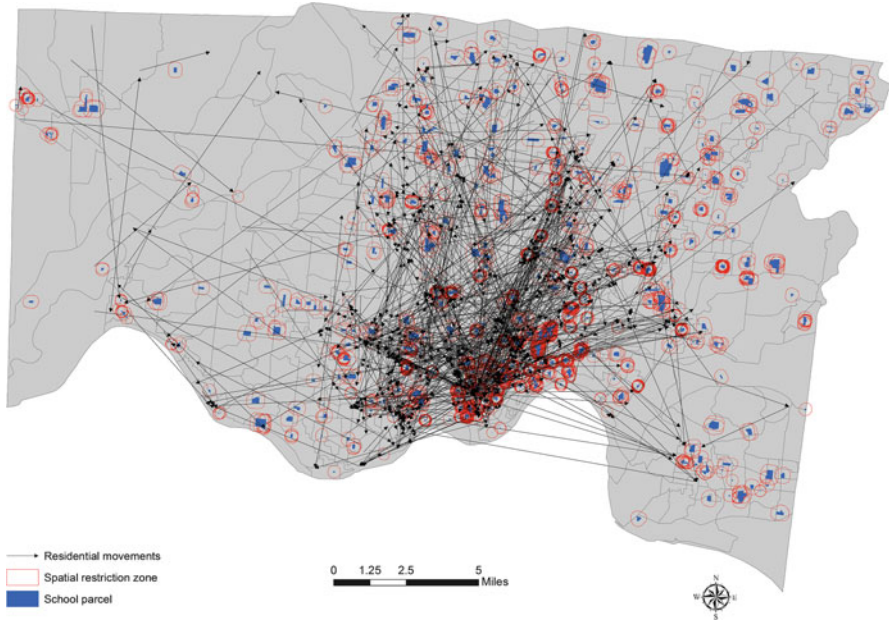 Residential movements
Spatial restriction zone
School parcel
0 1.25 2.5 5
Miles
N
W E
S